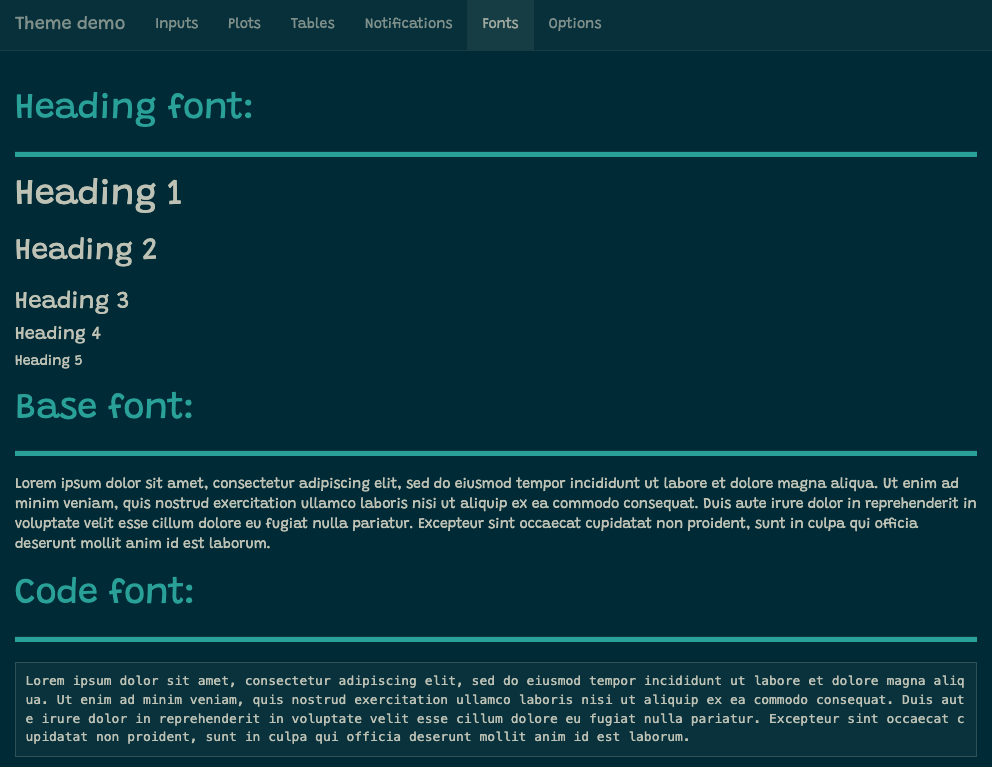 Theme demo Inputs Plots Tables Notifications Fonts Options
Heading font:
Heading 1
Heading 2
Heading 3
Heading 4
Heading 5
Base font:
Lorem ipsum dolor sit amet, consectetur adipiscing elit, sed do eiusmod tempor incididunt ut labore et dolore magna aliqua. Ut enim ad
minim veniam, quis nostrud exercitation ullamco laboris nisi ut aliquip ex ea commodo consequat. Duis aute irure dolor in reprehenderit in
voluptate velit esse cillum dolore eu fugiat nulla pariatur. Excepteur sint occaecat cupidatat non proident, sunt in culpa qui officia
deserunt mollit anim id est laborum.
Code font:
Lorem ipsum dolor sit amet, consectetur adipiscing elit, sed do eiusmod tempor incididunt ut labore et dolore magna aliq
ua. Ut enim ad minim veniam, quis nostrud exercitation ullamco laboris nisi ut aliquip ex ea commodo consequat. Duis aut
e irure dolor in reprehenderit in voluptate velit esse cillum dolore eu fugiat nulla pariatur. Excepteur sint occaecat c
upidatat non proident, sunt in culpa qui officia deserunt mollit anim id est laborum.